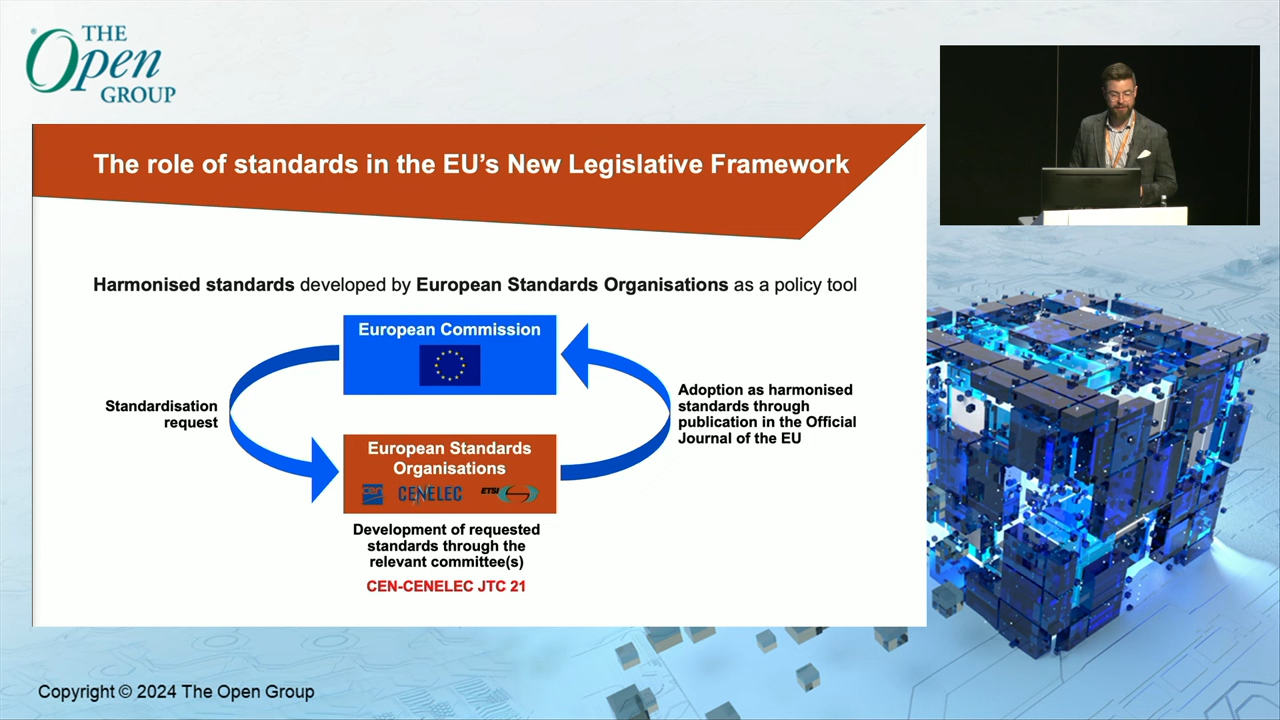 THE
Open
GROUP
The role of standards in the EU's New Legislative Framework
Harmonised standards developed by European Standards Organisations as a policy tool
European Commission
Standardisation
request
Adoption as harmonised
standards through
publication in the Official
Journal of the EU
European Standards
Organisations
cen
CENELEC
ETSI
Development of requested
standards through the
relevant committee(s)
CEN-CENELEC JTC 21
Copyright © 2024 The Open Group